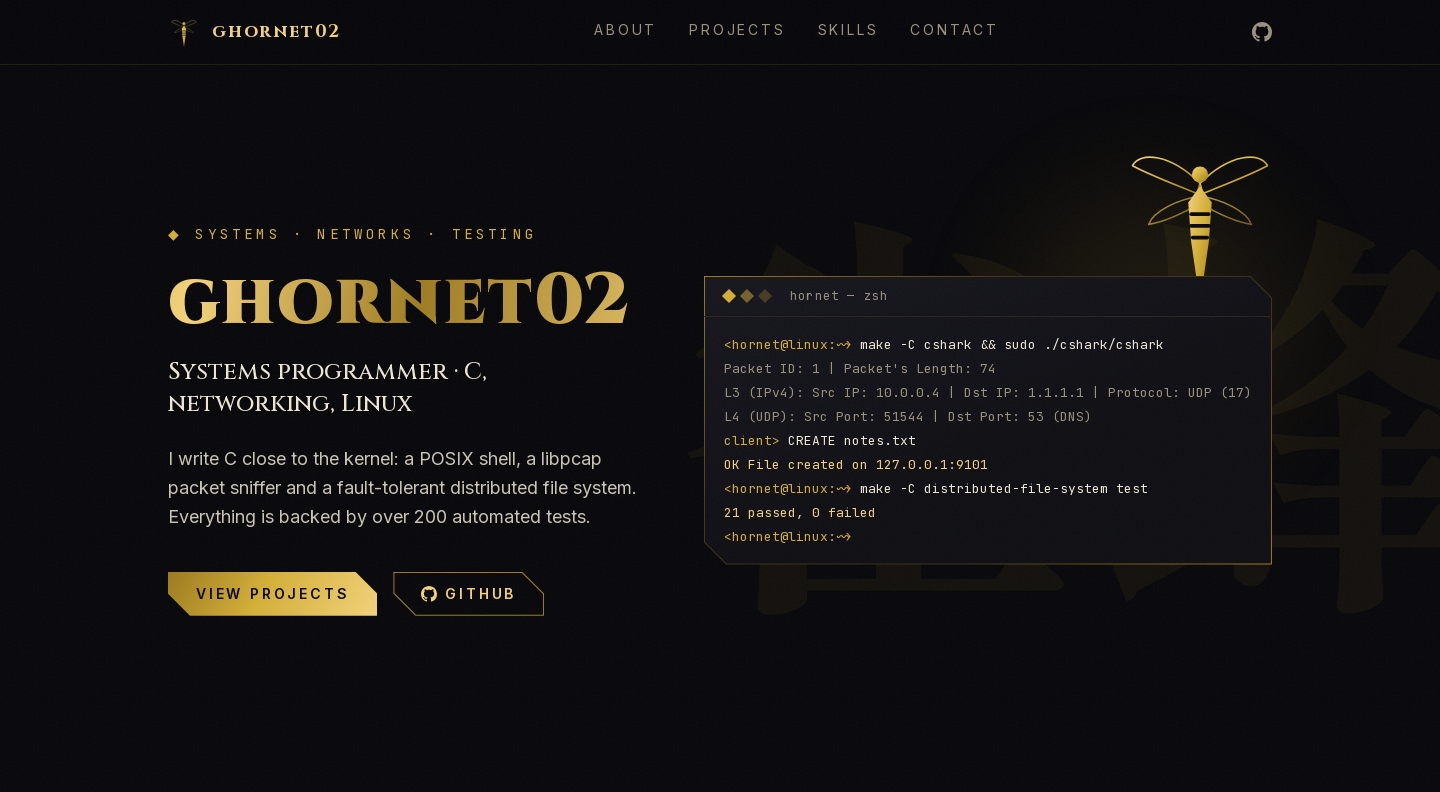 GHORNET02
ABOUT PROJECTS SKILLS CONTACT
◆ SYSTEMS · NETWORKS · TESTING
GHORNET02
Systems programmer · C,
networking, Linux
I write C close to the kernel: a POSIX shell, a libpcap
packet sniffer and a fault-tolerant distributed file system.
Everything is backed by over 200 automated tests.
VIEW PROJECTS
GITHUB
hornet — zsh
<hornet@linux:~> make -C cshark && sudo ./cshark/cshark
Packet ID: 1 | Packet's Length: 74
L3 (IPv4): Src IP: 10.0.0.4 | Dst IP: 1.1.1.1 | Protocol: UDP (17)
L4 (UDP): Src Port: 51544 | Dst Port: 53 (DNS)
client> CREATE notes.txt
OK File created on 127.0.0.1:9101
<hornet@linux:~> make -C distributed-file-system test
21 passed, 0 failed
<hornet@linux:~>